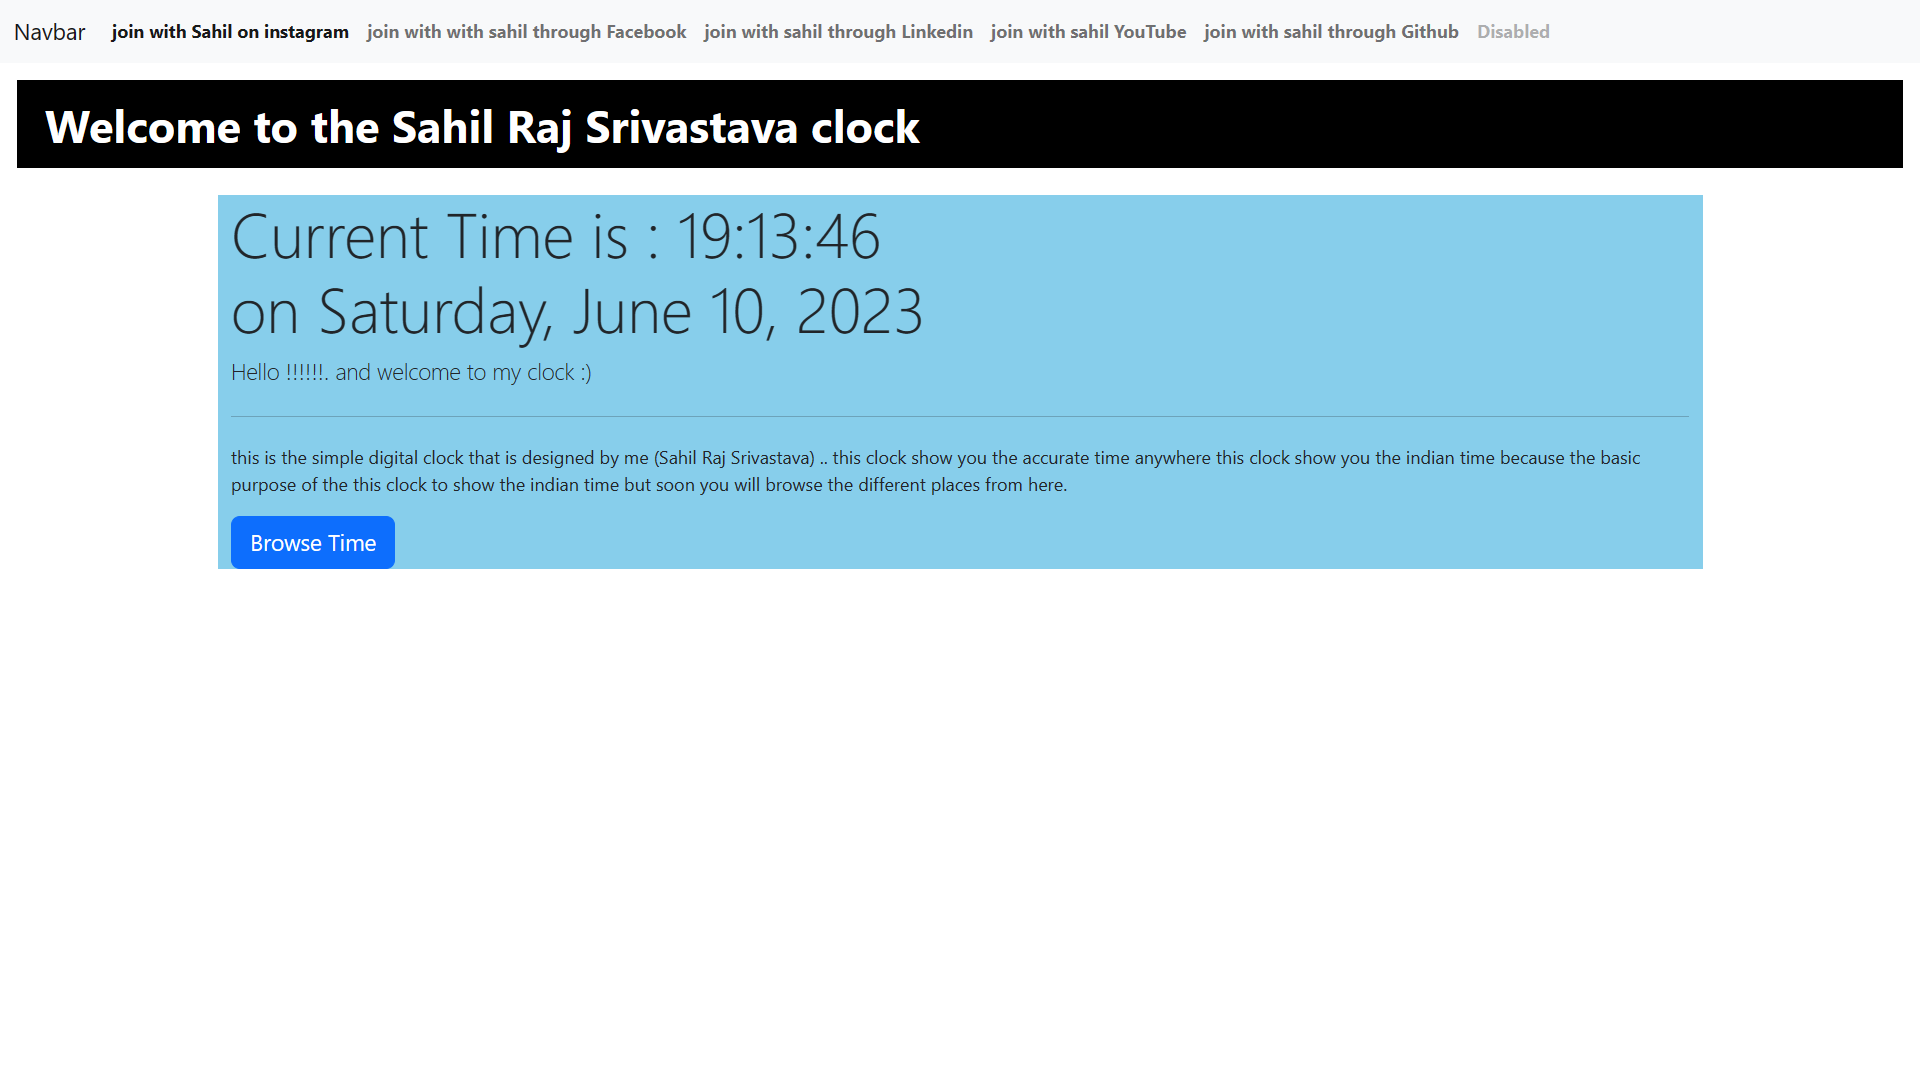 Navbar join with Sahil on instagram join with with sahil through Facebook join with sahil through Linkedin join with sahil YouTube join with sahil through Github Disabled
Welcome to the Sahil Raj Srivastava clock
Current Time is : 19:13:46
on Saturday, June 10, 2023
Hello !!!!!!. and welcome to my clock :)
this is the simple digital clock that is designed by me (Sahil Raj Srivastava) .. this clock show you the accurate time anywhere this clock show you the indian time because the basic
purpose of the this clock to show the indian time but soon you will browse the different places from here.
Browse Time